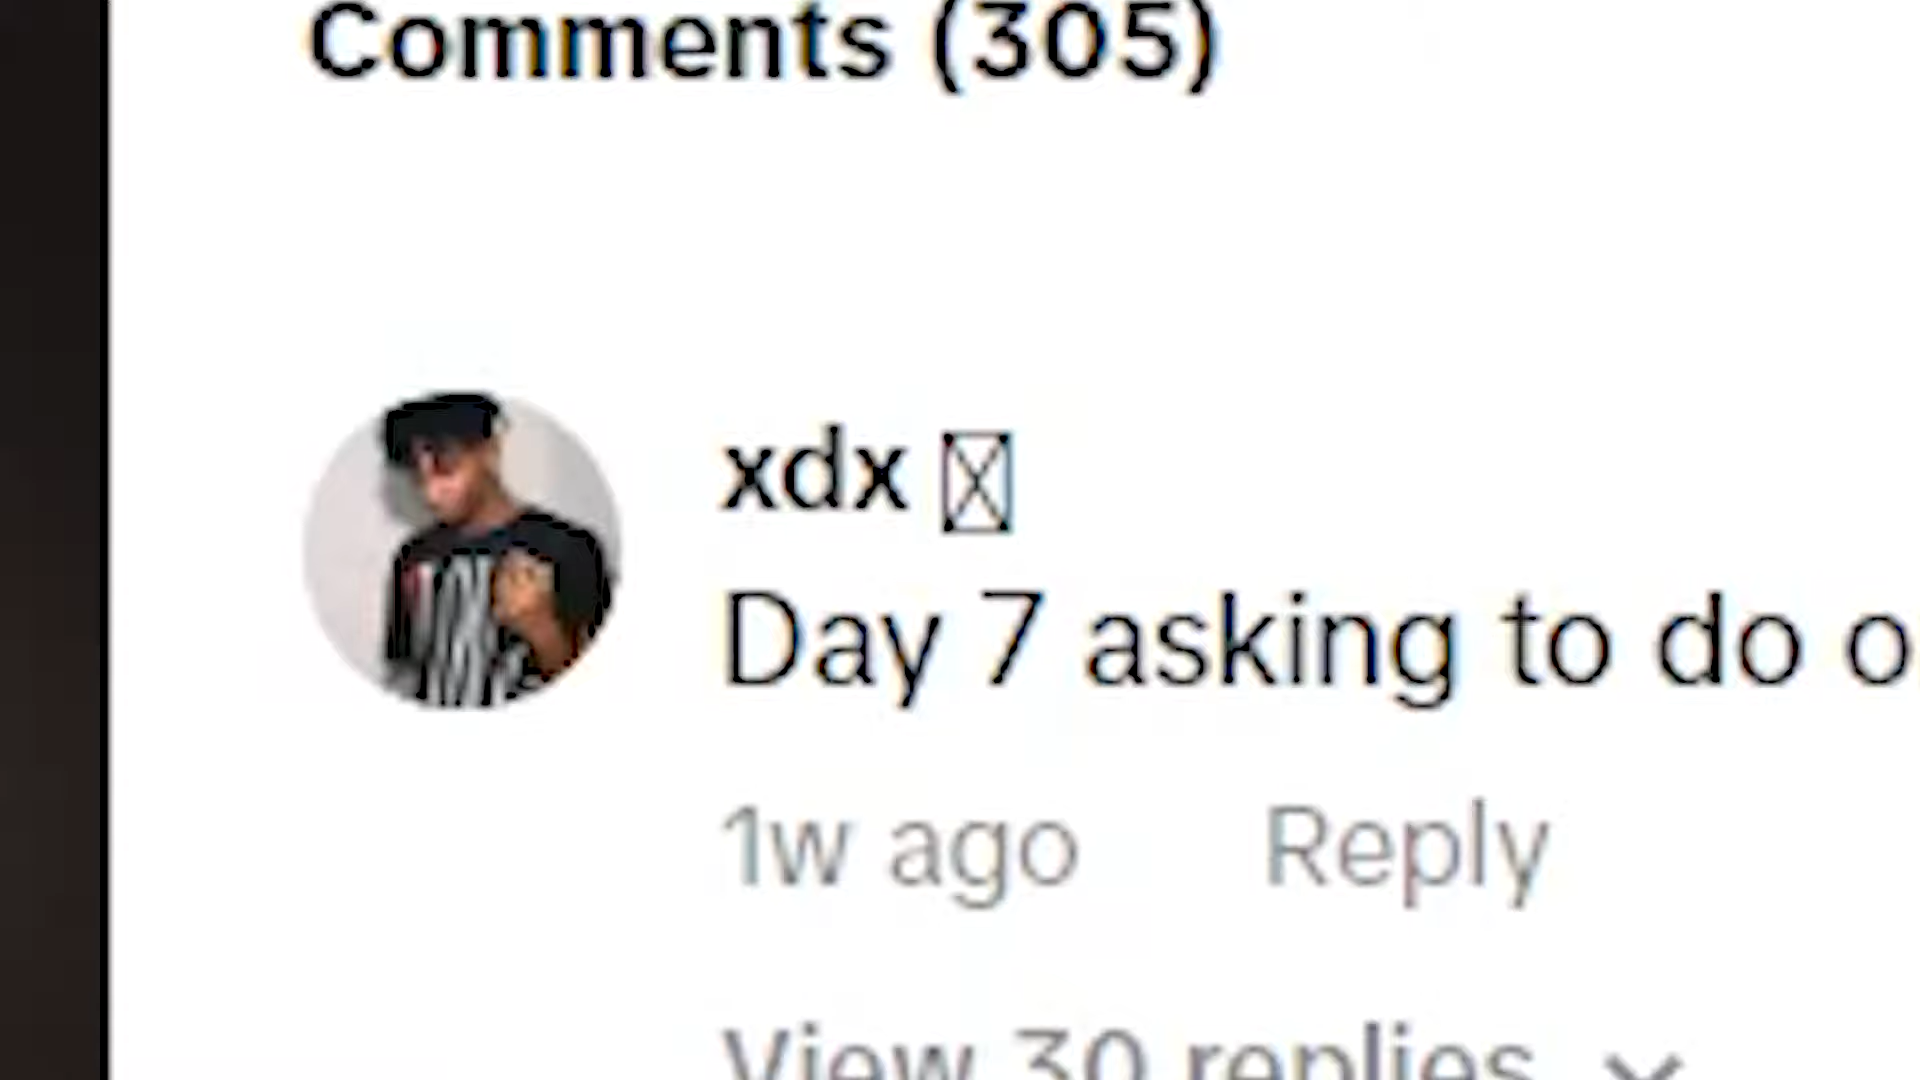 Comments (305)
xdx
Day 7 asking to do o
1w ago Reply
View 30 replies